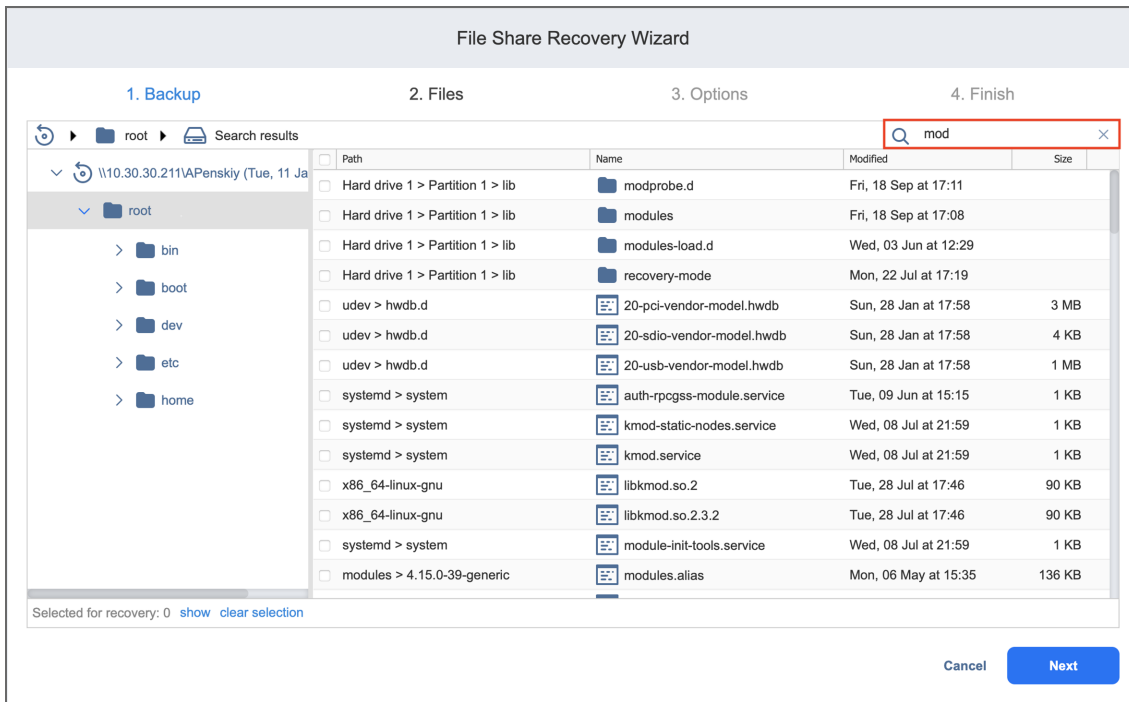 File Share Recovery Wizard
1. Backup 2. Files 3. Options 4. Finish
root Search results mod
\\10.30.30.211\APenskiy (Tue, 11 Ja
root
bin
boot
dev
etc
home
Path Name Modified Size
Hard drive 1 > Partition 1 > lib modprobe.d Fri, 18 Sep at 17:11
Hard drive 1 > Partition 1 > lib modules Fri, 18 Sep at 17:08
Hard drive 1 > Partition 1 > lib modules-load.d Wed, 03 Jun at 12:29
Hard drive 1 > Partition 1 > lib recovery-mode Mon, 22 Jul at 17:19
udev > hwdb.d 20-pci-vendor-model.hwdb Sun, 28 Jan at 17:58 3 MB
udev > hwdb.d 20-sdio-vendor-model.hwdb Sun, 28 Jan at 17:58 4 KB
udev > hwdb.d 20-usb-vendor-model.hwdb Sun, 28 Jan at 17:58 1 MB
systemd > system auth-rpcgss-module.service Tue, 09 Jun at 15:15 1 KB
systemd > system kmod-static-nodes.service Wed, 08 Jul at 21:59 1 KB
systemd > system kmod.service Wed, 08 Jul at 21:59 1 KB
x86_64-linux-gnu libkmod.so.2 Tue, 28 Jul at 17:46 90 KB
x86_64-linux-gnu libkmod.so.2.3.2 Tue, 28 Jul at 17:46 90 KB
systemd > system module-init-tools.service Wed, 08 Jul at 21:59 1 KB
modules > 4.15.0-39-generic modules.alias Mon, 06 May at 15:35 136 KB
Selected for recovery: 0 show clear selection
Cancel Next